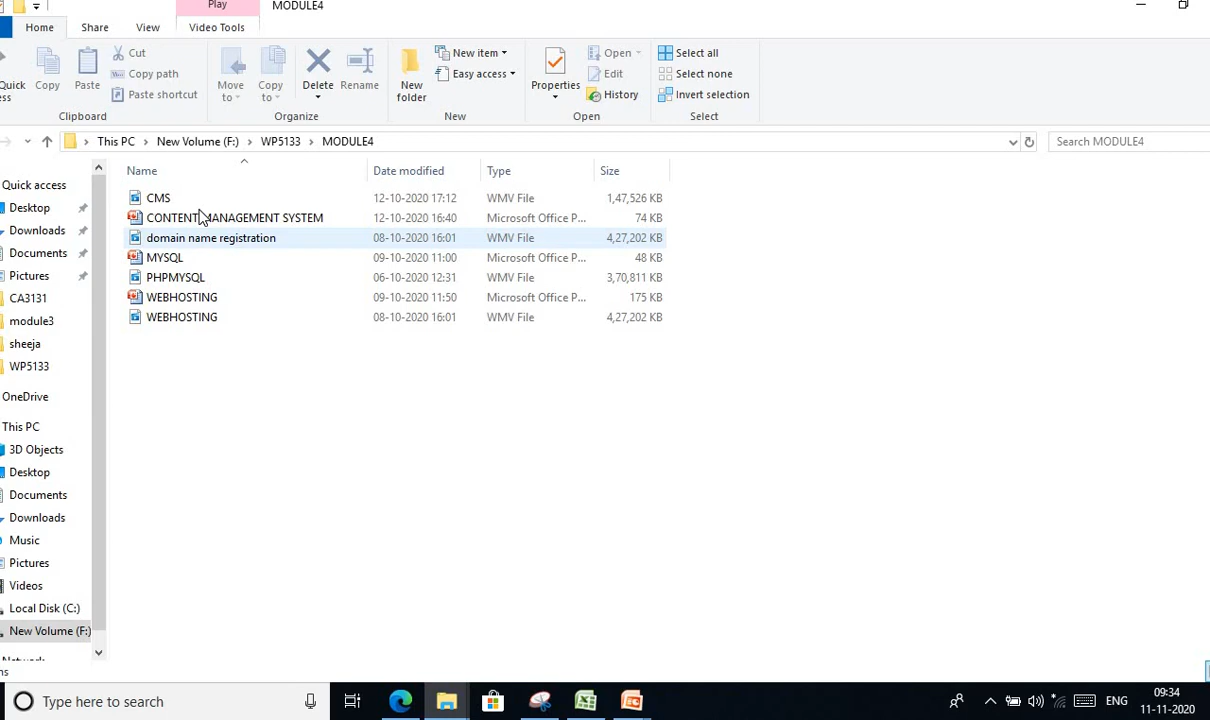 Play
MODULE4
Home
Share
View
Video Tools
Cut
Copy path
Paste shortcut
Quick
ess
Copy
Paste
Clipboard
Move to
Copy to
Delete
Rename
Organize
New folder
New item
Easy access
New
Properties
Open
Edit
History
Open
Select all
Select none
Invert selection
Select
This PC > New Volume (F:) > WP5133 > MODULE4
Search MODULE4
Name Date modified Type Size
CMS 12-10-2020 17:12 WMV File 1,47,526 KB
CONTENT MANAGEMENT SYSTEM 12-10-2020 16:40 Microsoft Office P... 74 KB
domain name registration 08-10-2020 16:01 WMV File 4,27,202 KB
MYSQL 09-10-2020 11:00 Microsoft Office P... 48 KB
PHPMYSQL 06-10-2020 12:31 WMV File 3,70,811 KB
WEBHOSTING 09-10-2020 11:50 Microsoft Office P... 175 KB
WEBHOSTING 08-10-2020 16:01 WMV File 4,27,202 KB
Quick access
Desktop
Downloads
Documents
Pictures
CA3131
module3
sheeja
WP5133
OneDrive
This PC
3D Objects
Desktop
Documents
Downloads
Music
Pictures
Videos
Local Disk (C:)
New Volume (F:)
ms
Type here to search
ENG
09:34
11-11-2020